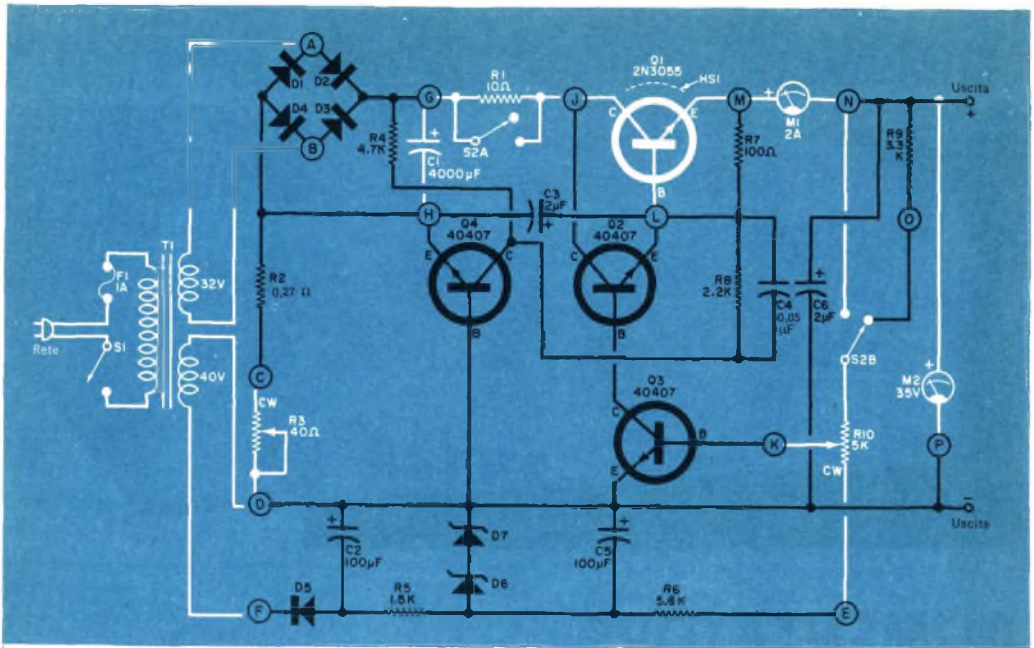 A
D1
D2
D4
D3
B
R4
4.7K
G
R1
10Ω
S2A
C1
4000µF
J
Q1
2N3055
HS1
C
E
B
M
R7
100Ω
M1
2A
N
Uscita
+
R9
3.3
K
O
H
C3
2µF
L
Q4
40407
E
C
B
Q2
40407
C
E
B
R8
2.2K
C4
0,05
µF
C6
2µF
S2B
M2
35V
P
T1
F1
1A
S1
Rete
32V
40V
R2
0,27 Ω
C
CW
R3
40Ω
D
Q3
40407
C
B
E
K
R10
5K
CW
Uscita
C2
100µF
D7
D6
C5
100µF
F
D5
R5
1.5K
R6
5.6K
E